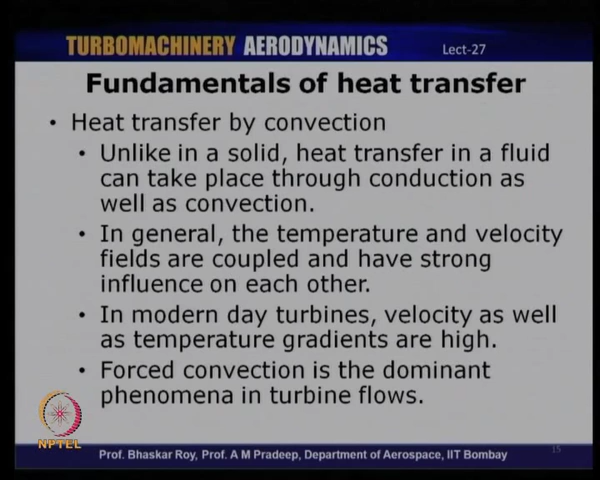 TURBOMACHINERY AERODYNAMICS
Lect-27
Fundamentals of heat transfer
• Heat transfer by convection
• Unlike in a solid, heat transfer in a fluid
can take place through conduction as
well as convection.
• In general, the temperature and velocity
fields are coupled and have strong
influence on each other.
• In modern day turbines, velocity as well
as temperature gradients are high.
• Forced convection is the dominant
phenomena in turbine flows.
NPTEL
Prof. Bhaskar Roy, Prof. A M Pradeep, Department of Aerospace, IIT Bombay
15